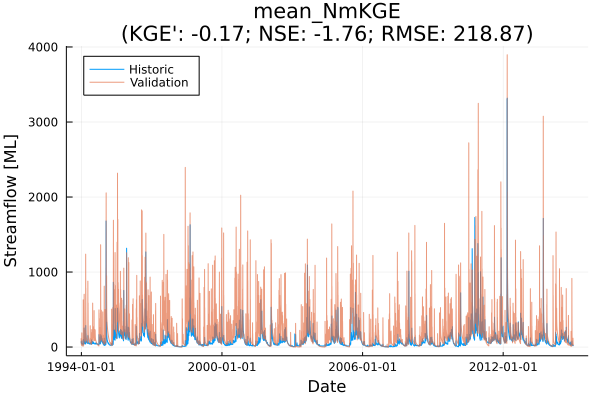 mean_NmKGE
(KGE': -0.17; NSE: -1.76; RMSE: 218.87)
4000
Historic
Validation
3000
Streamflow [ML]
2000
1000
0
1994-01-01
2000-01-01
2006-01-01
2012-01-01
Date